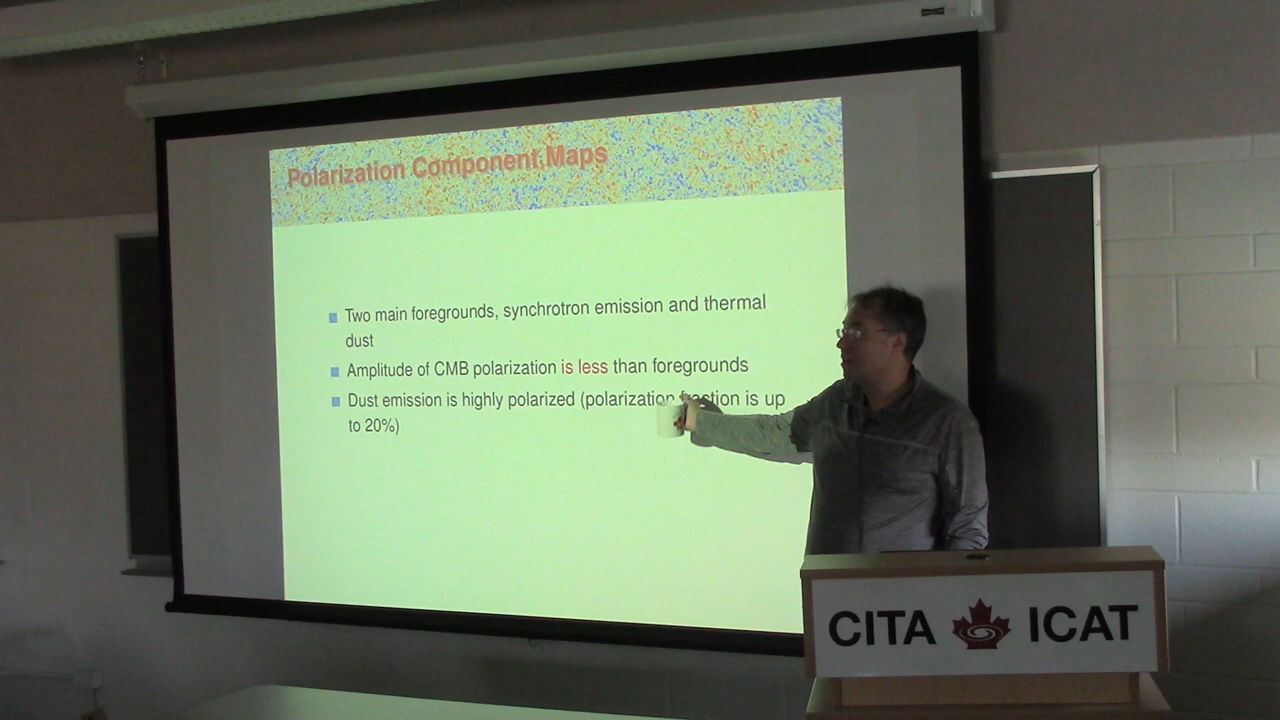 Polarization Component Maps
Two main foregrounds, synchrotron emission and thermal
dust
Amplitude of CMB polarization is less than foregrounds
Dust emission is highly polarized (polarization fraction is up
to 20%)
CITA ICAT